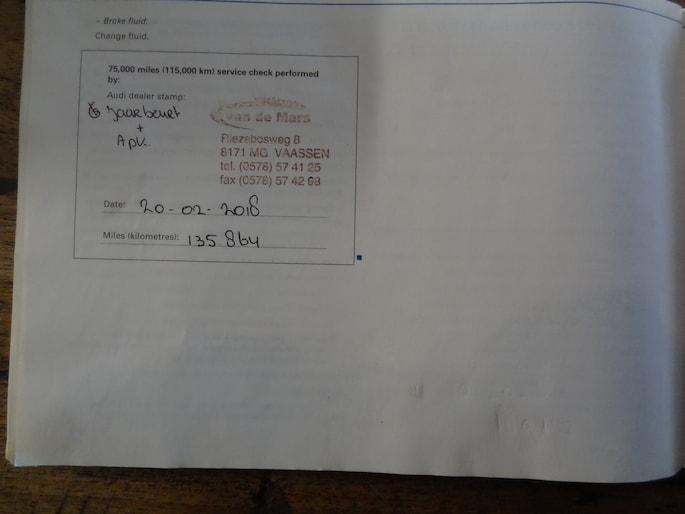 – Brake fluid:
Change fluid.
75,000 miles (115,000 km) service check performed
by:
Audi dealer stamp:
+
APK
van de Mars
Riezebosweg 8
8171 MG VAASSEN
tel. (0578) 57 41 25
fax (0578) 57 42 98
Date: 20-02-2018
Miles (kilometres): 135 864